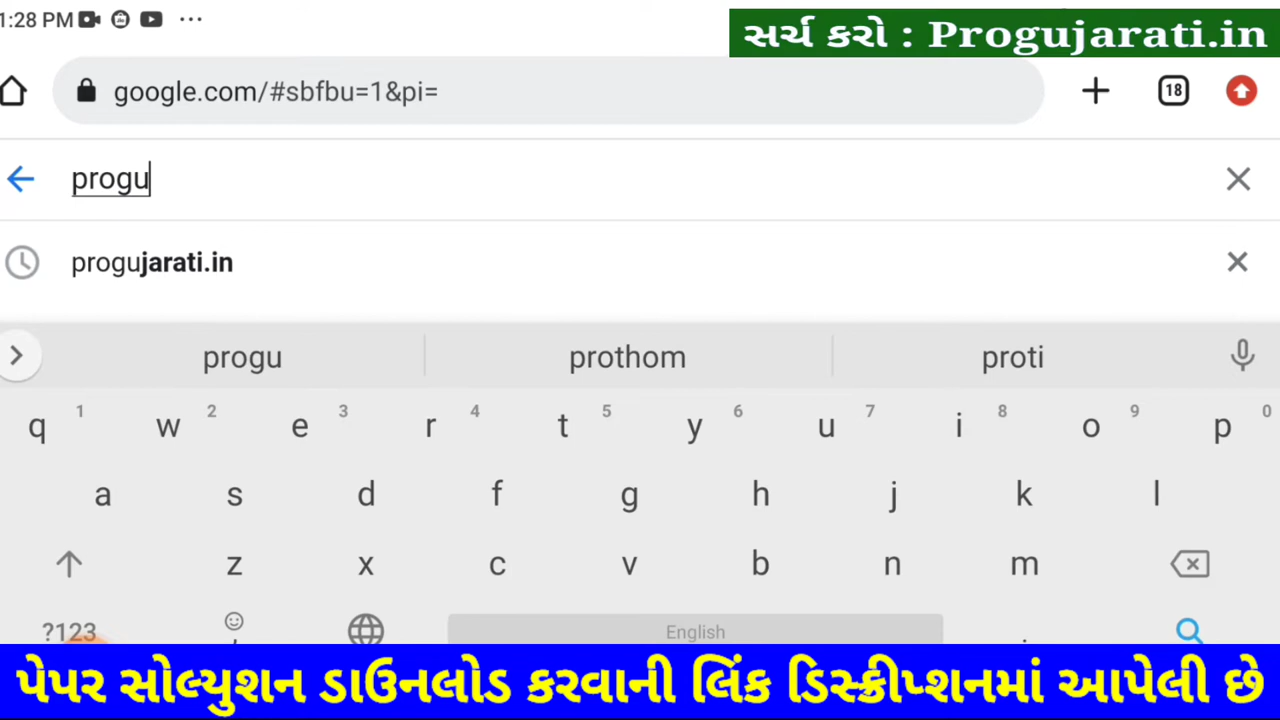 1:28 PM
સર્ચ કરો : Progujarati.in
google.com/#sbfbu=1&pi=
18
progu
progujarati.in
progu prothom proti
q 1 w 2 e 3 r 4 t 5 y 6 u 7 i 8 o 9 p 0
a s d f g h j k l
z x c v b n m
?123 , English .
પેપર સોલ્યુશન ડાઉનલોડ કરવાની લિંક ડિસ્ક્રીપ્શનમાં આપેલી છે